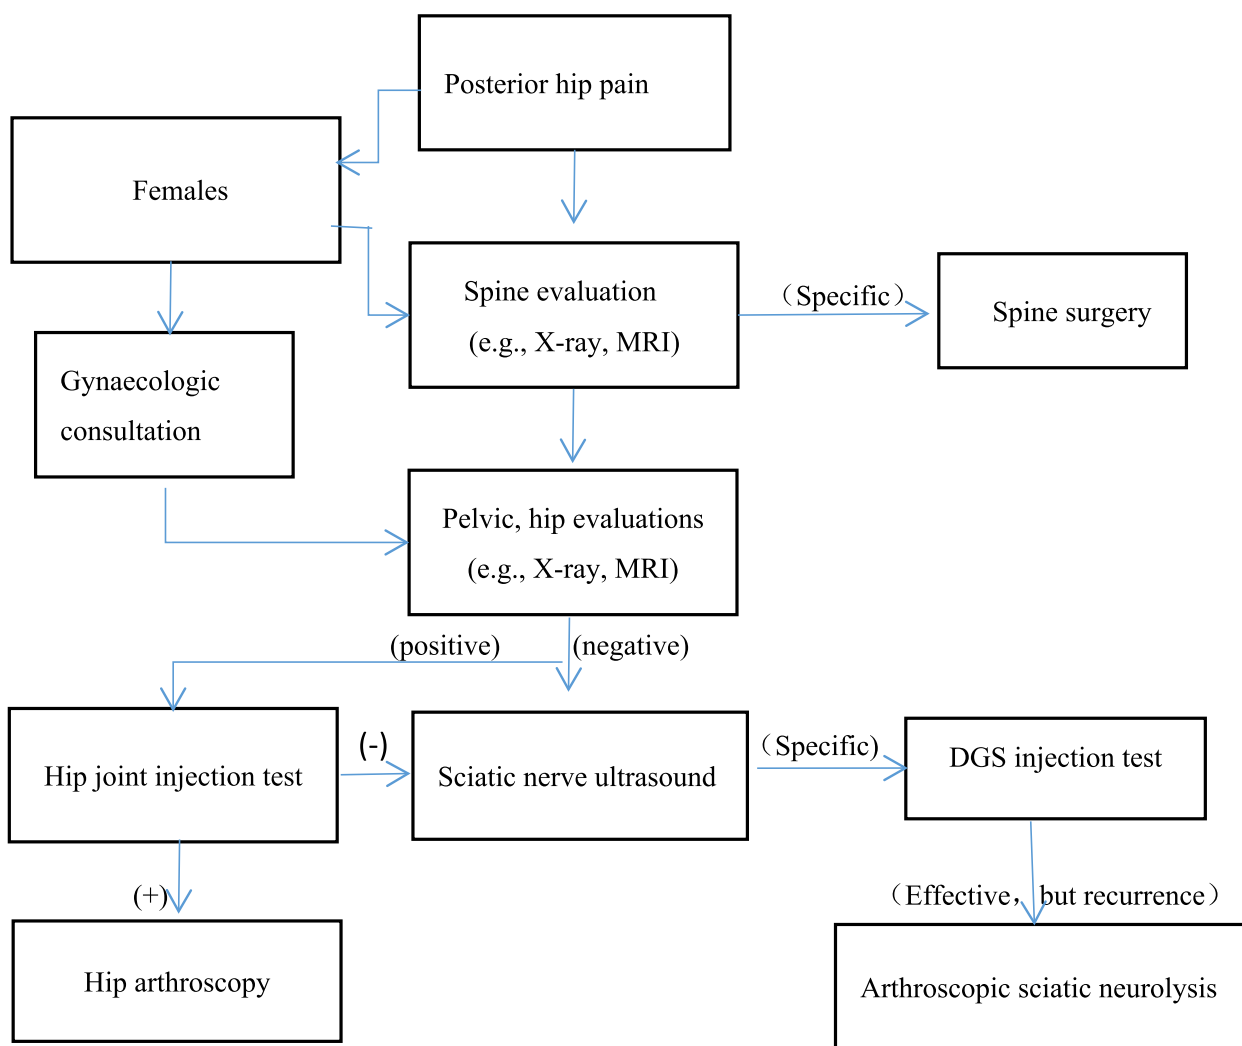 Posterior hip pain
Females
Spine evaluation
(e.g., X-ray, MRI)
（Specific）
Spine surgery
Gynaecologic
consultation
Pelvic, hip evaluations
(e.g., X-ray, MRI)
(positive)
(negative)
Hip joint injection test
(-)
Sciatic nerve ultrasound
（Specific)
DGS injection test
(+)
（Effective，but recurrence）
Hip arthroscopy
Arthroscopic sciatic neurolysis